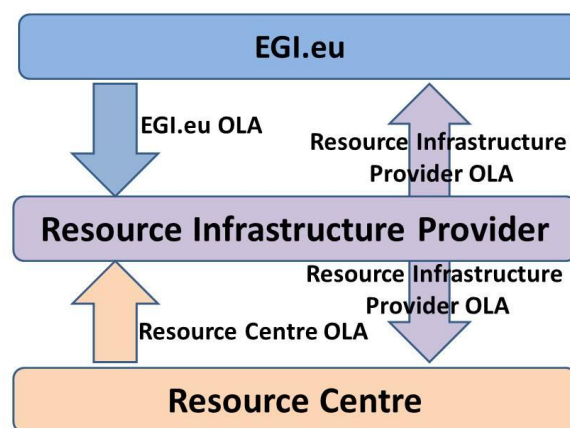 EGI.eu
EGI.eu OLA
Resource Infrastructure
Provider OLA
Resource Infrastructure Provider
Resource Infrastructure
Provider OLA
Resource Centre OLA
Resource Centre